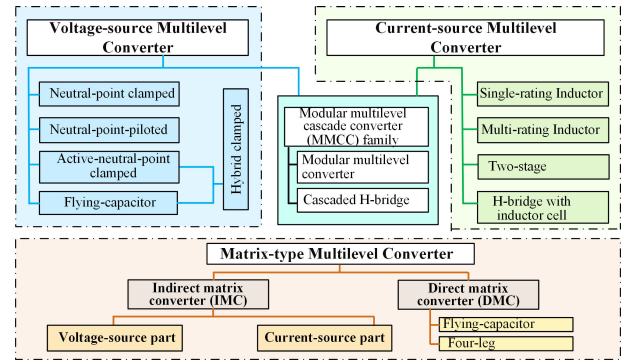 Voltage-source Multilevel
Converter
Neutral-point clamped
Neutral-point-piloted
Active-neutral-point
clamped
Flying-capacitor
Hybrid clamped
Modular multilevel
cascade converter
(MMCC) family
Modular multilevel
converter
Cascaded H-bridge
Current-source Multilevel
Converter
Single-rating Inductor
Multi-rating Inductor
Two-stage
H-bridge with
inductor cell
Matrix-type Multilevel Converter
Indirect matrix
converter (IMC)
Voltage-source part
Current-source part
Direct matrix
converter (DMC)
Flying-capacitor
Four-leg